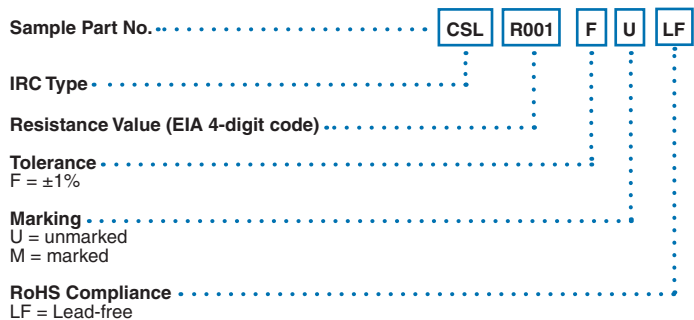 Sample Part No. CSL R001 F U LF
IRC Type
Resistance Value (EIA 4-digit code)
Tolerance
F = ±1%
Marking
U = unmarked
M = marked
RoHS Compliance
LF = Lead-free